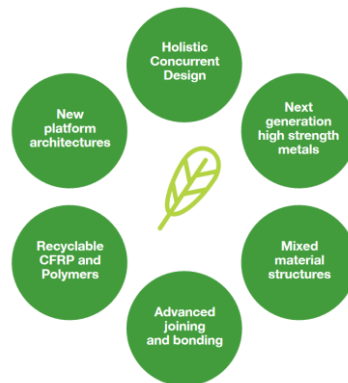 Holistic
Concurrent
Design
Next
generation
high strength
metals
Mixed
material
structures
Advanced
joining
and bonding
Recyclable
CFRP and
Polymers
New
platform
architectures